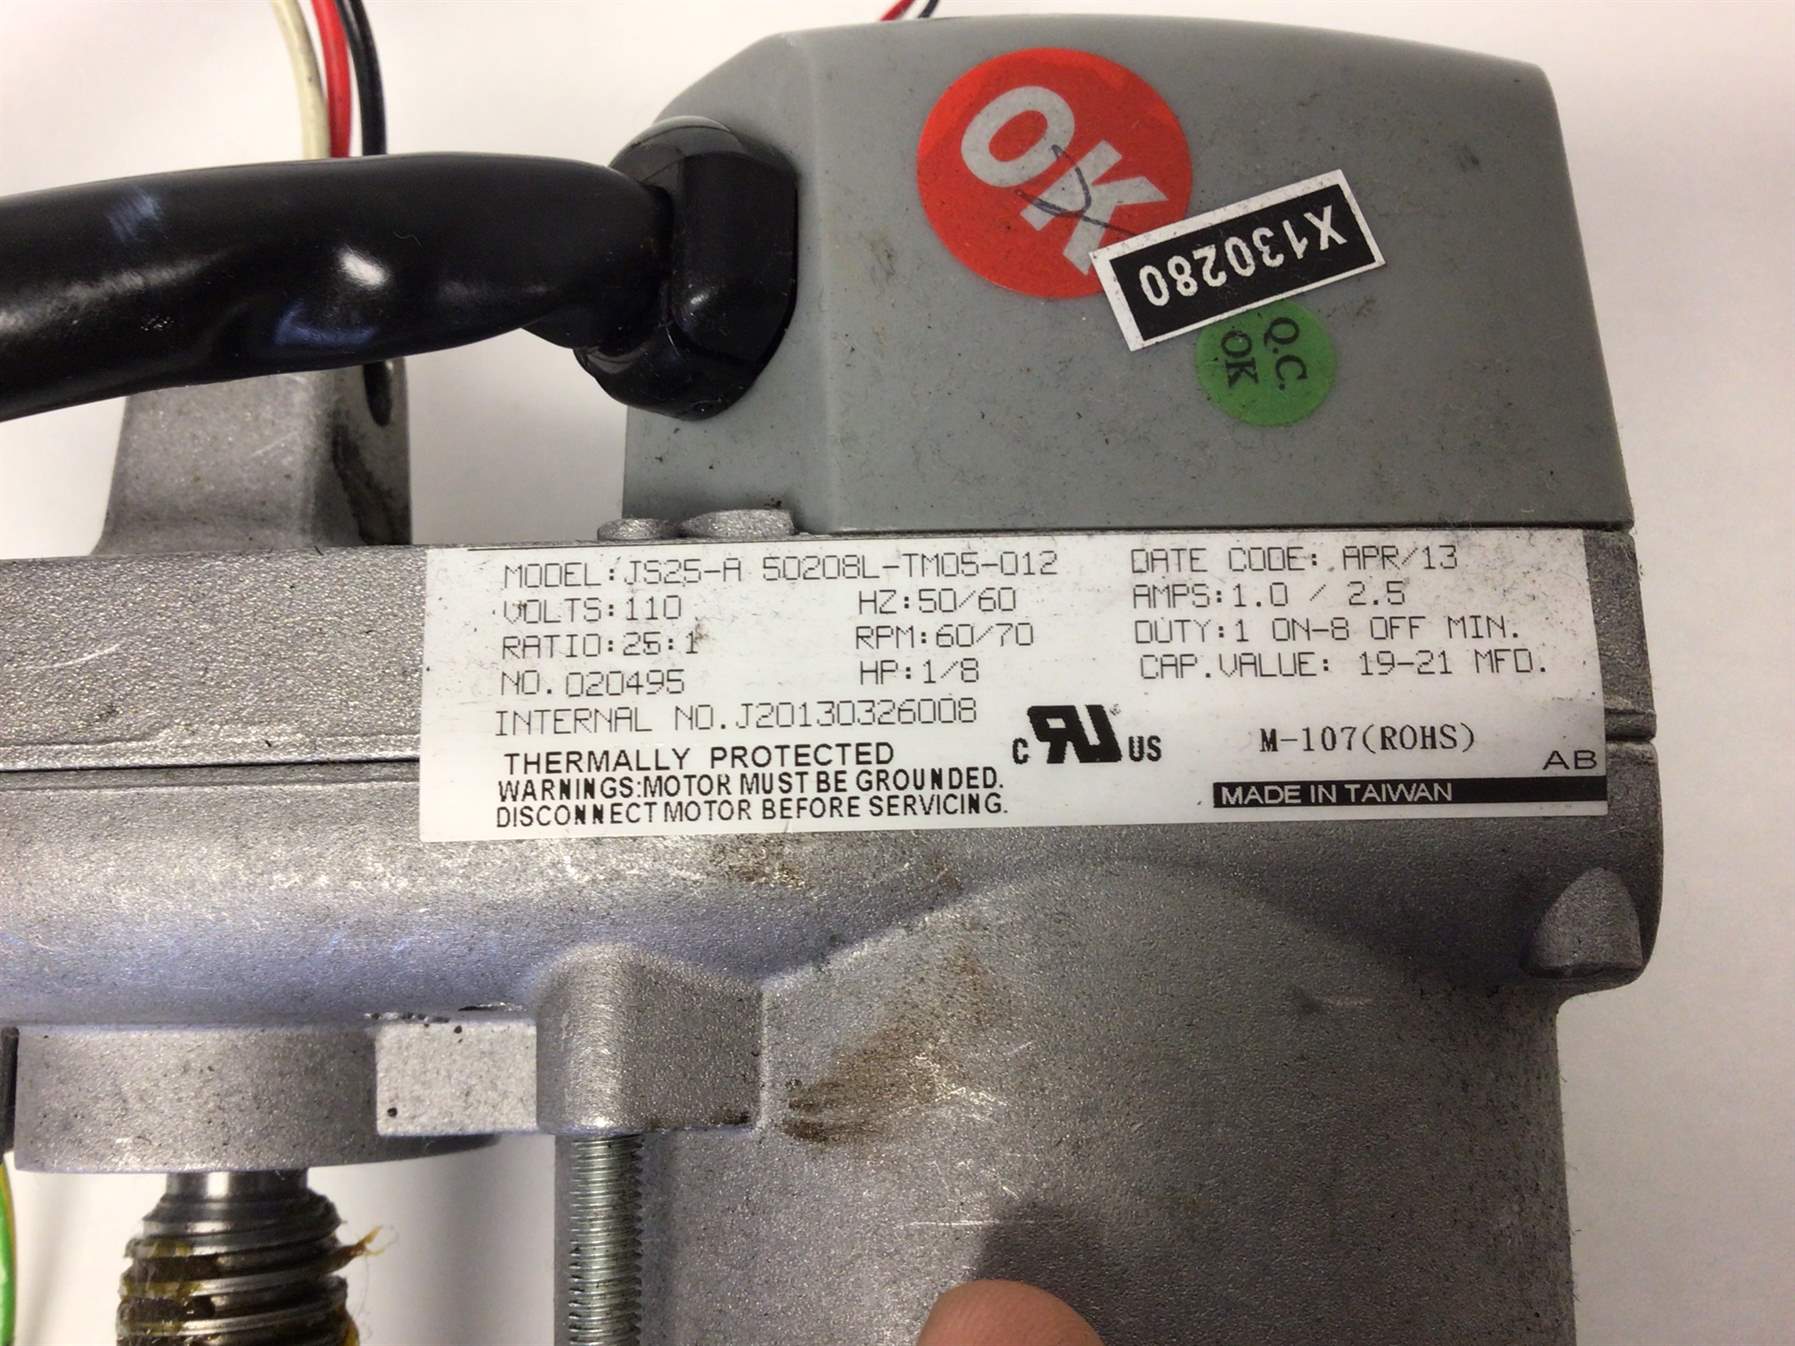 OK
X130280
Q.C.
OK
MODEL:JS25-A 50208L-TM05-012 DATE CODE: APR/13
VOLTS:110 HZ:50/60 AMPS:1.0 / 2.5
RATIO:25:1 RPM:60/70 DUTY:1 ON-8 OFF MIN.
NO. 020495 HP:1/8 CAP.VALUE: 19-21 MFD.
INTERNAL NO.J20130326008
THERMALLY PROTECTED C RU ® US M-107(ROHS)
WARNINGS:MOTOR MUST BE GROUNDED. AB
DISCONNECT MOTOR BEFORE SERVICING. MADE IN TAIWAN